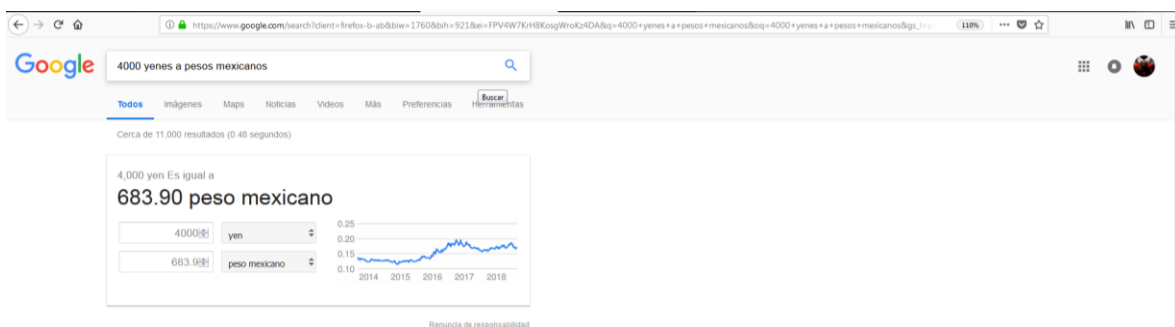 https://www.google.com/search?client=firefox-b-ab&biw=1760&bih=921&ei=FPV4W7KrH8KosgWroKz4DA&q=4000+yenes+a+pesos+mexicanos&oq=4000+yenes+a+pesos+mexicanos&gs_l=
110%
Google
4000 yenes a pesos mexicanos
Buscar
Todos Imágenes Maps Noticias Videos Más Preferencias Herramientas
Cerca de 11,000 resultados (0.48 segundos)
4,000 yen Es igual a
683.90 peso mexicano
4000 yen
683.9 peso mexicano
0.25
0.20
0.15
0.10
2014 2015 2016 2017 2018
Renuncia de responsabilidad